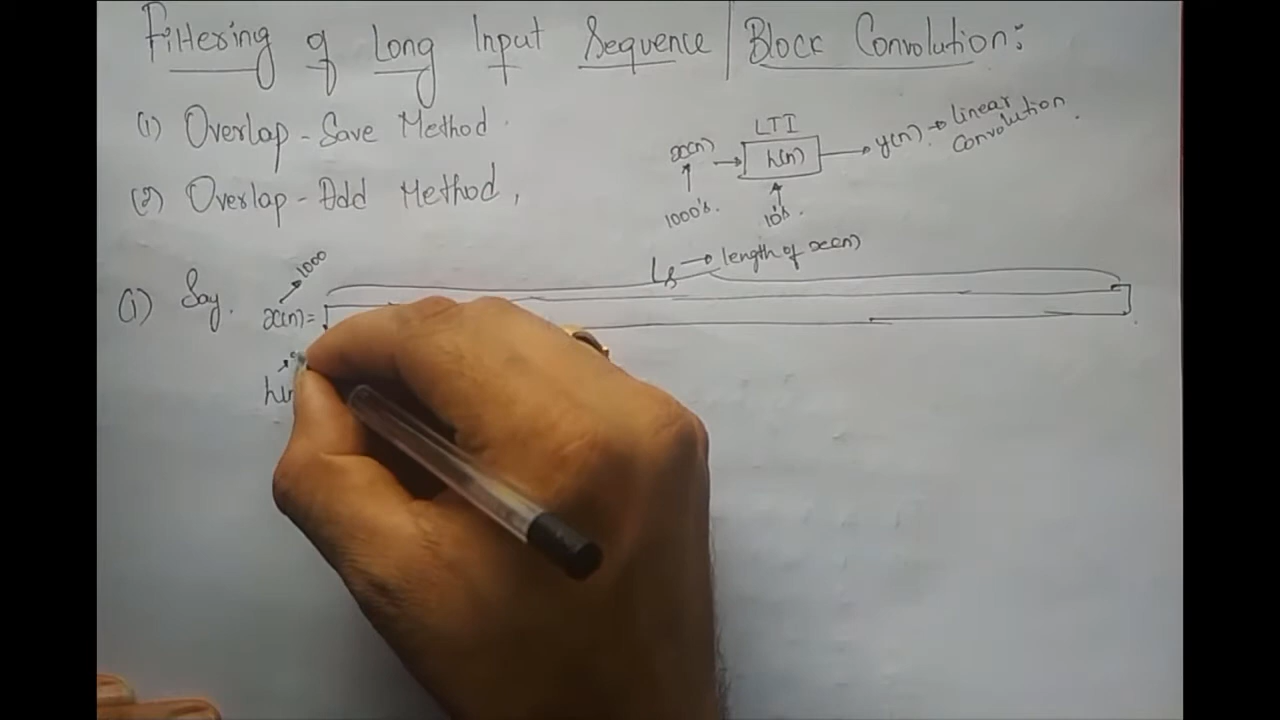 Filtering of Long Input Sequence / Block Convolution:
(1) Overlap-Save Method.
(2) Overlap-Add Method,
LTI
x(n) → h(n) → y(n) → linear convolution.
1000's. 10's.
Ls → length of x(n)
(1) Say. x(n) = 1000